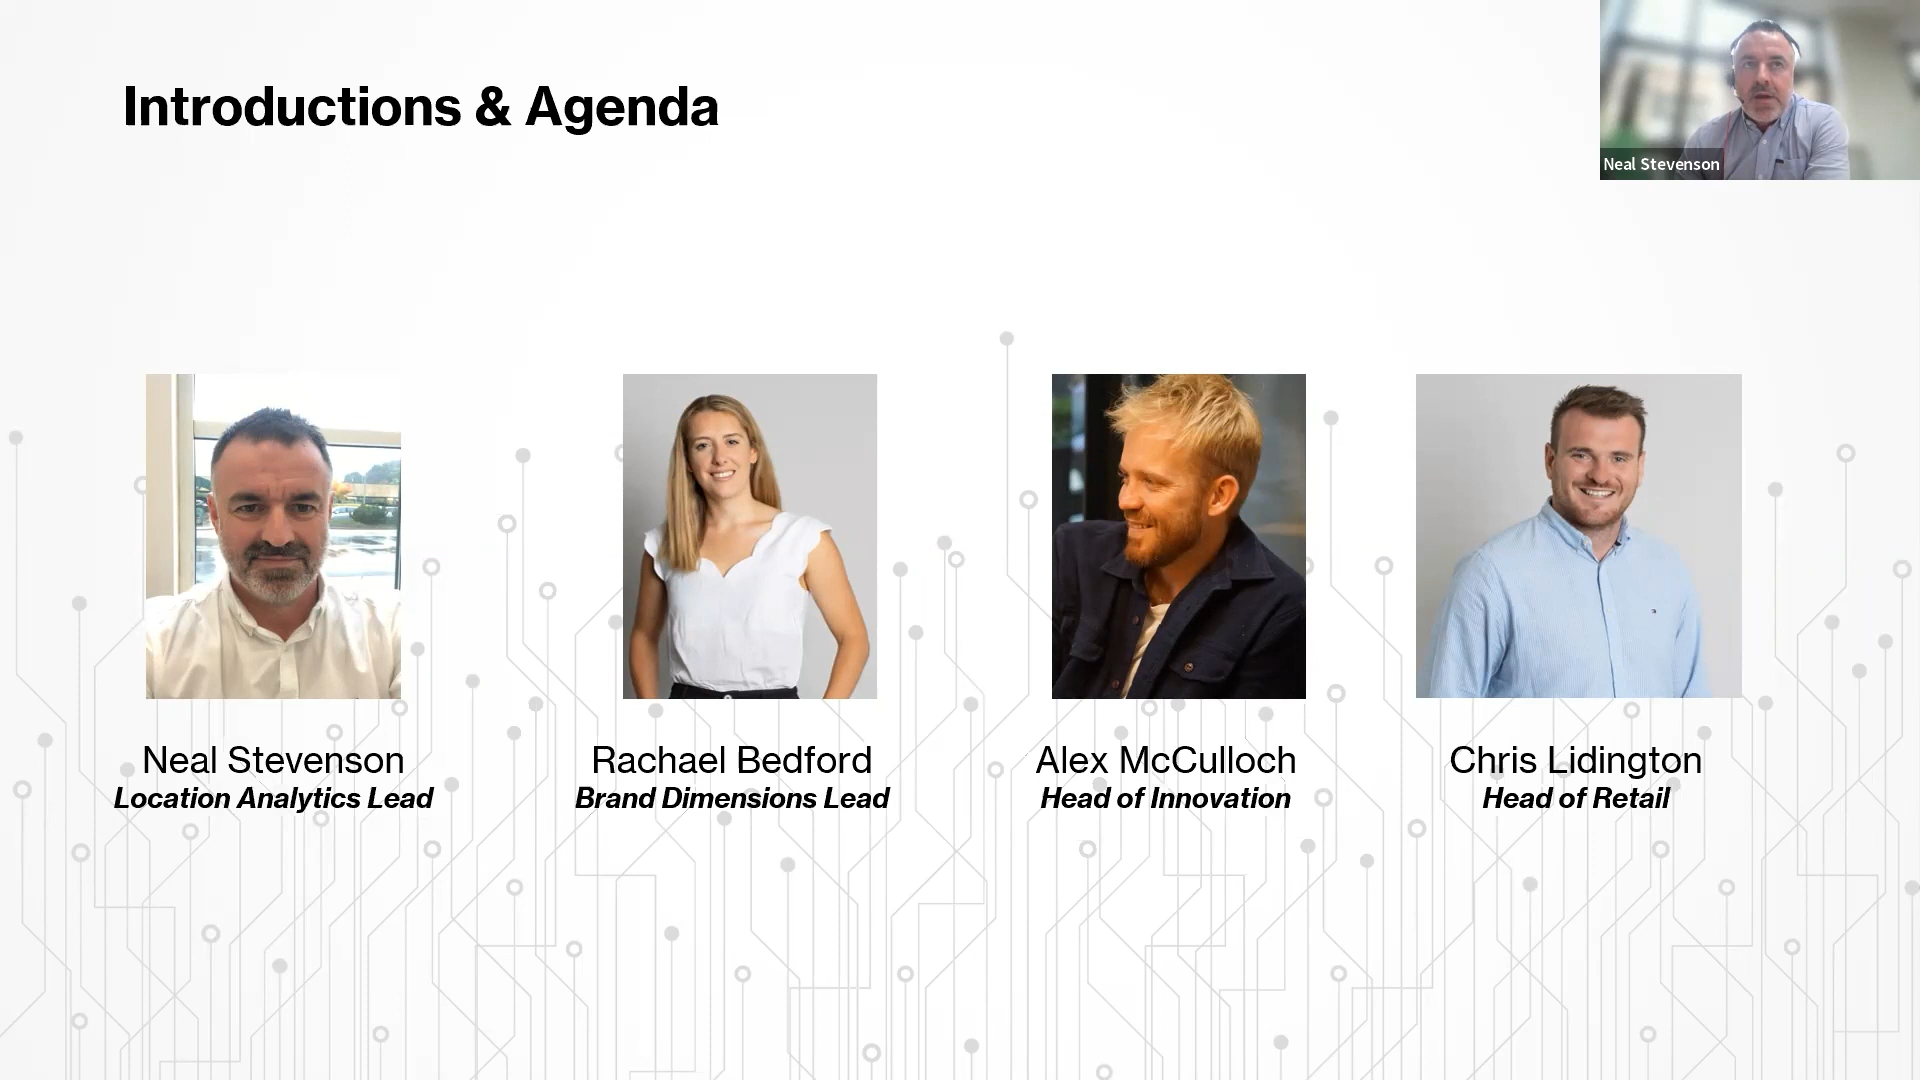 Introductions & Agenda
Neal Stevenson
Neal Stevenson
Location Analytics Lead
Rachael Bedford
Brand Dimensions Lead
Alex McCulloch
Head of Innovation
Chris Lidington
Head of Retail